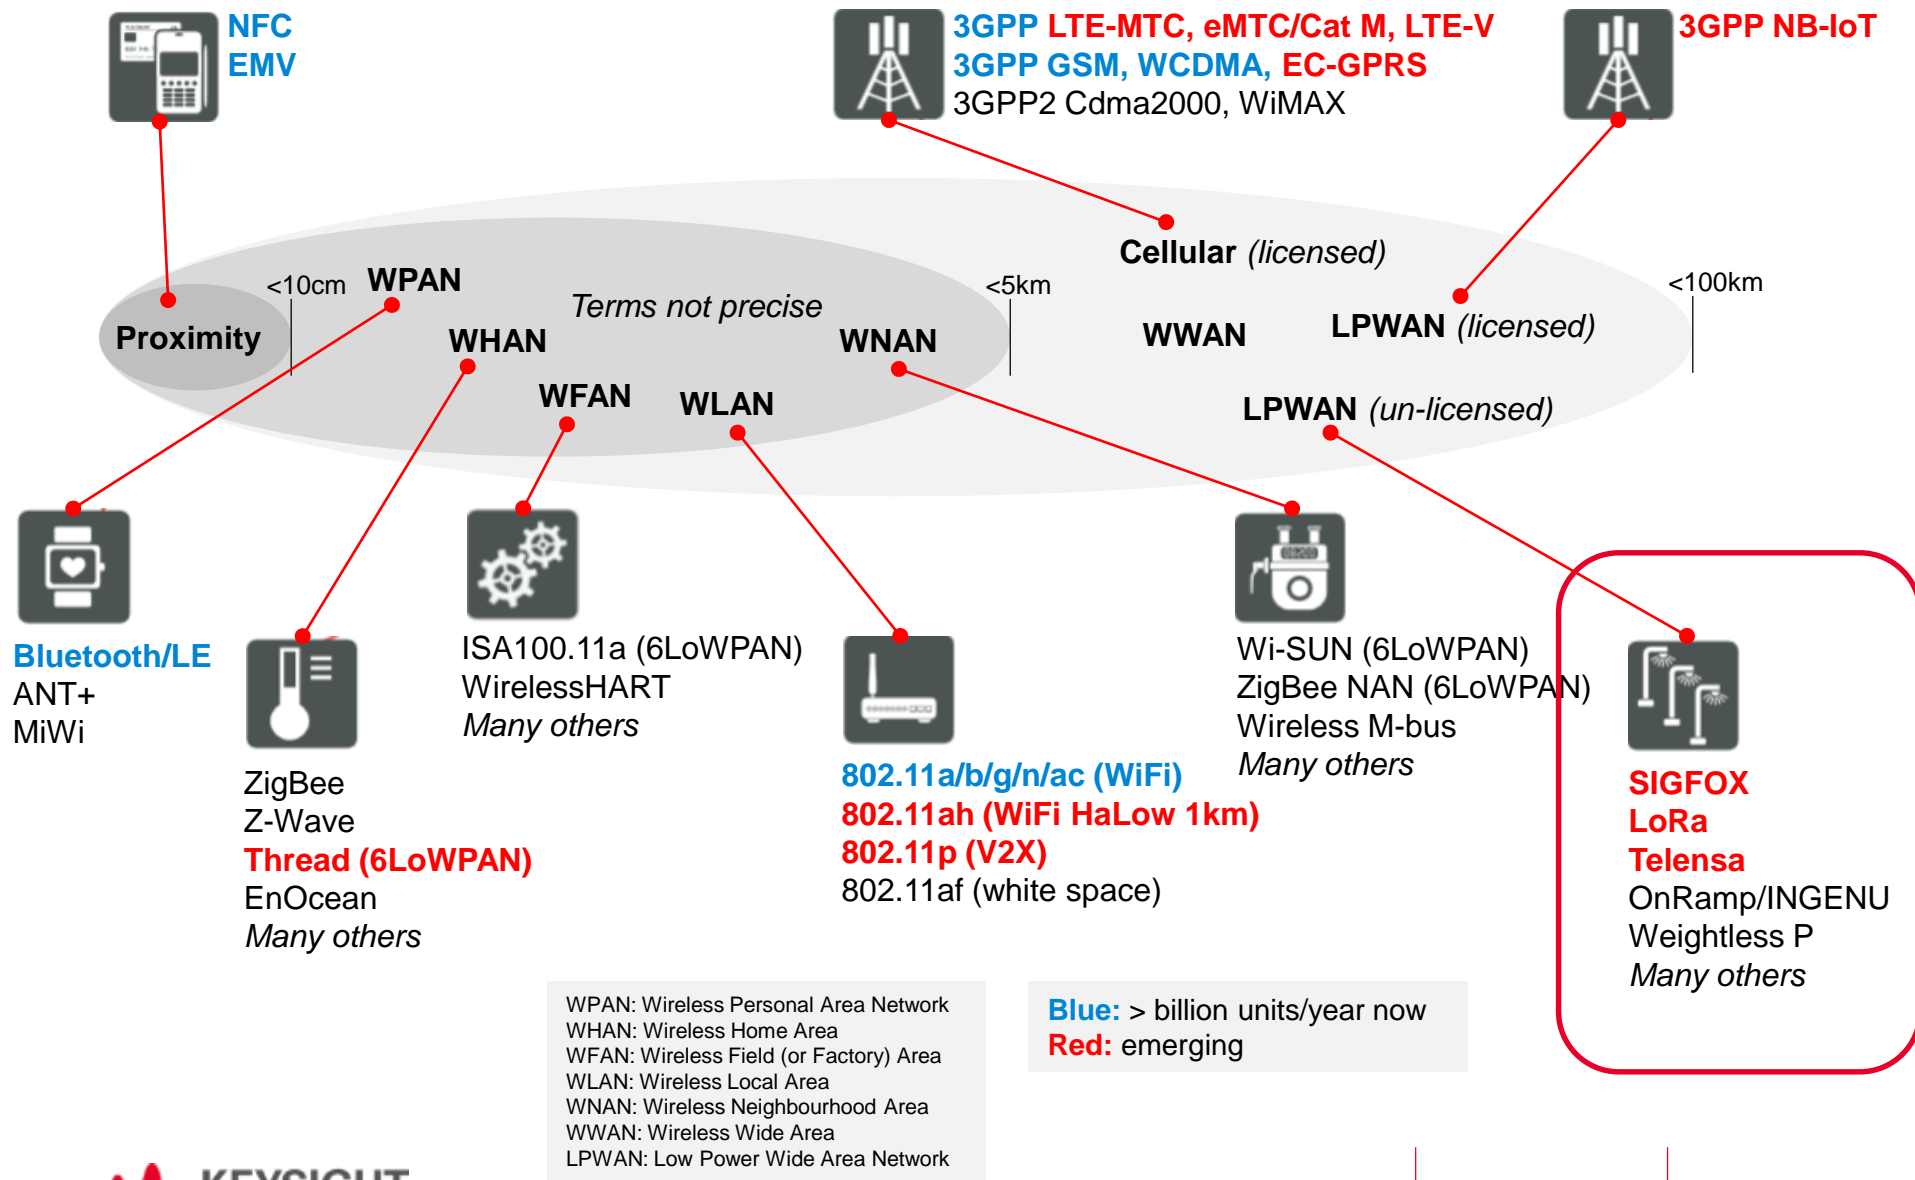 NFC
EMV
3GPP LTE-MTC, eMTC/Cat M, LTE-V
3GPP GSM, WCDMA, EC-GPRS
3GPP2 Cdma2000, WiMAX
3GPP NB-IoT
Cellular (licensed)
<10cm
WPAN
<5km
<100km
Terms not precise
Proximity
WHAN
WNAN
WWAN
LPWAN (licensed)
WFAN
WLAN
LPWAN (un-licensed)
Bluetooth/LE
ANT+
MiWi
ZigBee
Z-Wave
Thread (6LoWPAN)
EnOcean
Many others
ISA100.11a (6LoWPAN)
WirelessHART
Many others
802.11a/b/g/n/ac (WiFi)
802.11ah (WiFi HaLow 1km)
802.11p (V2X)
802.11af (white space)
Wi-SUN (6LoWPAN)
ZigBee NAN (6LoWPAN)
Wireless M-bus
Many others
SIGFOX
LoRa
Telensa
OnRamp/INGENU
Weightless P
Many others
WPAN: Wireless Personal Area Network
WHAN: Wireless Home Area
WFAN: Wireless Field (or Factory) Area
WLAN: Wireless Local Area
WNAN: Wireless Neighbourhood Area
WWAN: Wireless Wide Area
LPWAN: Low Power Wide Area Network
Blue: > billion units/year now
Red: emerging
KEYSIGHT